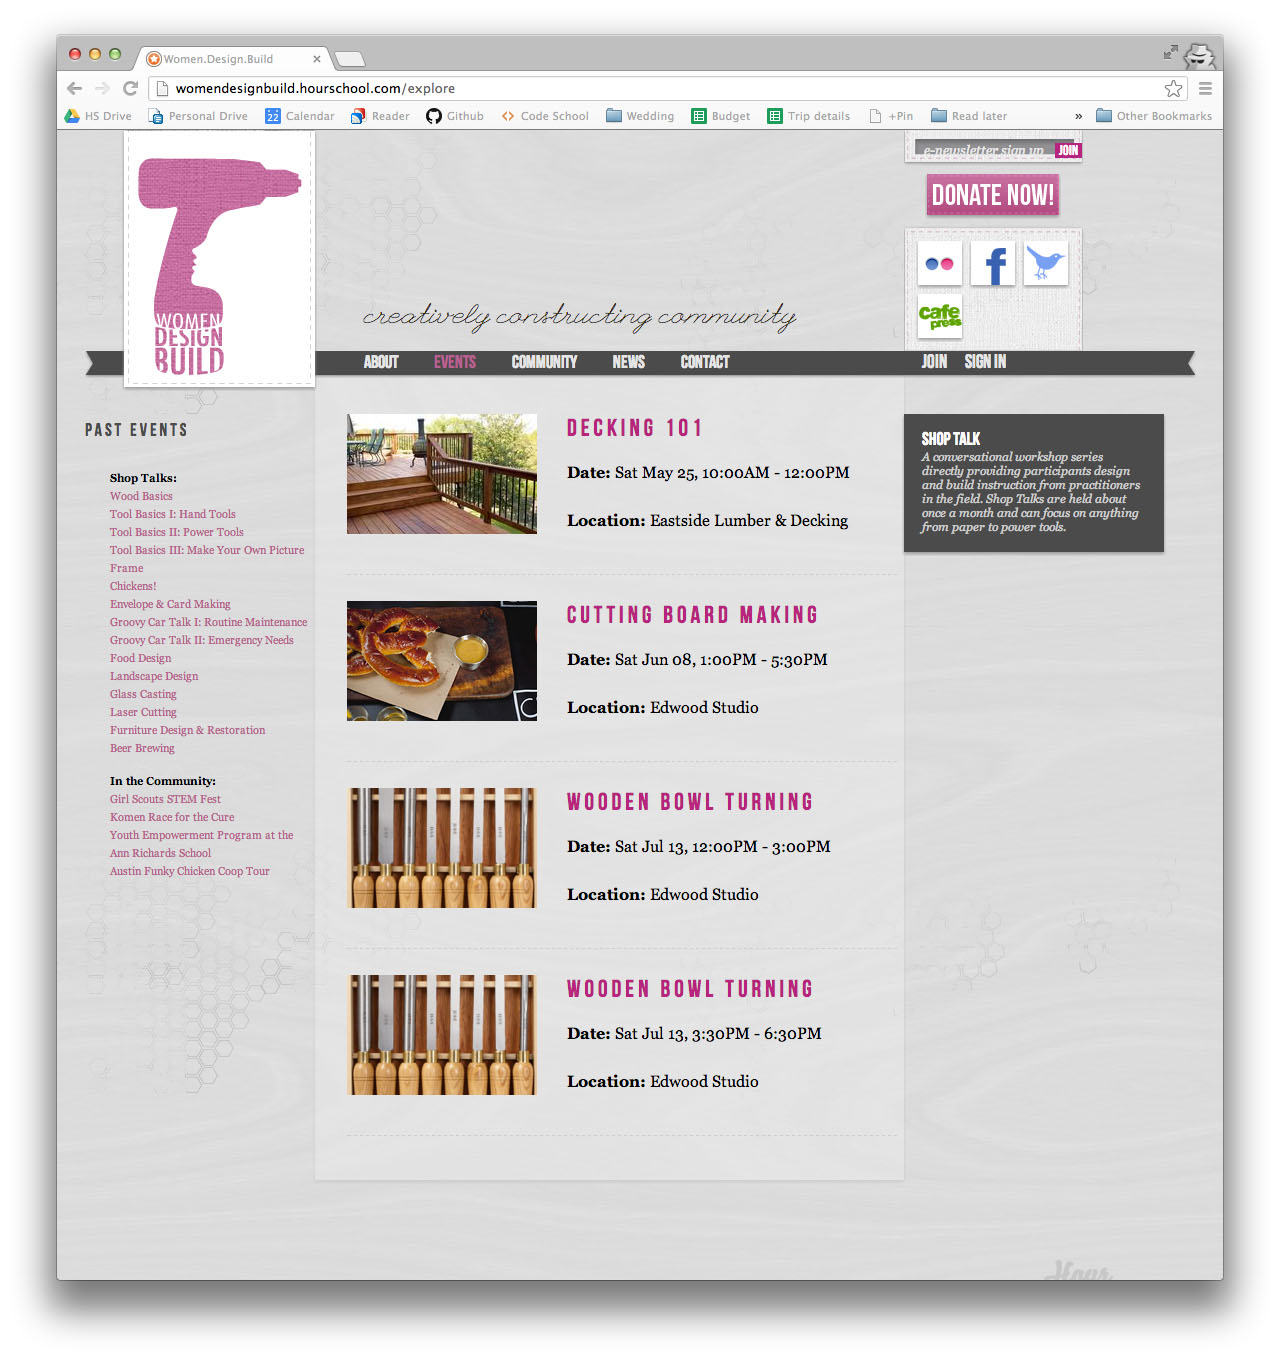 Women.Design.Build
womendesignbuild.hourschool.com/explore
HS Drive Personal Drive 22 Calendar Reader Github Code School Wedding Budget Trip details +Pin Read later » Other Bookmarks
WOMEN
DESIGN
BUILD
creatively constructing community
e-newsletter sign up JOIN
DONATE NOW!
f
cafe
press
ABOUT EVENTS COMMUNITY NEWS CONTACT JOIN SIGN IN
PAST EVENTS
Shop Talks:
Wood Basics
Tool Basics I: Hand Tools
Tool Basics II: Power Tools
Tool Basics III: Make Your Own Picture
Frame
Chickens!
Envelope & Card Making
Groovy Car Talk I: Routine Maintenance
Groovy Car Talk II: Emergency Needs
Food Design
Landscape Design
Glass Casting
Laser Cutting
Furniture Design & Restoration
Beer Brewing
In the Community:
Girl Scouts STEM Fest
Komen Race for the Cure
Youth Empowerment Program at the
Ann Richards School
Austin Funky Chicken Coop Tour
DECKING 101
Date: Sat May 25, 10:00AM - 12:00PM
Location: Eastside Lumber & Decking
CUTTING BOARD MAKING
Date: Sat Jun 08, 1:00PM - 5:30PM
Location: Edwood Studio
WOODEN BOWL TURNING
Date: Sat Jul 13, 12:00PM - 3:00PM
Location: Edwood Studio
WOODEN BOWL TURNING
Date: Sat Jul 13, 3:30PM - 6:30PM
Location: Edwood Studio
SHOP TALK
A conversational workshop series
directly providing participants design
and build instruction from practitioners
in the field. Shop Talks are held about
once a month and can focus on anything
from paper to power tools.
Hour